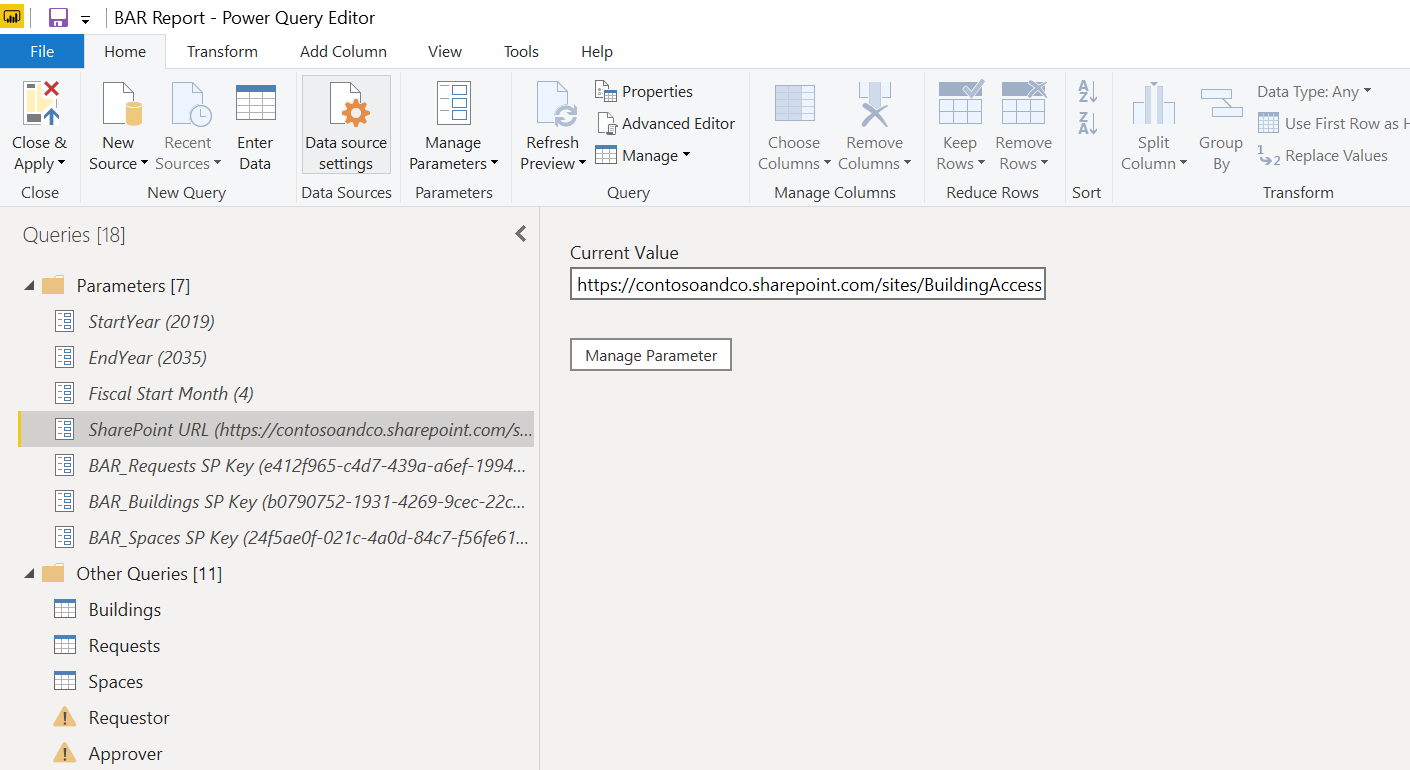 BAR Report - Power Query Editor
File Home Transform Add Column View Tools Help
Close & Apply
New Source
Recent Sources
Enter Data
Data source settings
Manage Parameters
Refresh Preview
Properties
Advanced Editor
Manage
Choose Columns
Remove Columns
Keep Rows
Remove Rows
A Z
Z A
Split Column
Group By
Data Type: Any
Use First Row as H
1 2 Replace Values
Close New Query Data Sources Parameters Query Manage Columns Reduce Rows Sort Transform
Queries [18]
Parameters [7]
StartYear (2019)
EndYear (2035)
Fiscal Start Month (4)
SharePoint URL (https://contosoandco.sharepoint.com/s...
BAR_Requests SP Key (e412f965-c4d7-439a-a6ef-1994...
BAR_Buildings SP Key (b0790752-1931-4269-9cec-22c...
BAR_Spaces SP Key (24f5ae0f-021c-4a0d-84c7-f56fe61...
Other Queries [11]
Buildings
Requests
Spaces
Requestor
Approver
Current Value
https://contosoandco.sharepoint.com/sites/BuildingAccess
Manage Parameter